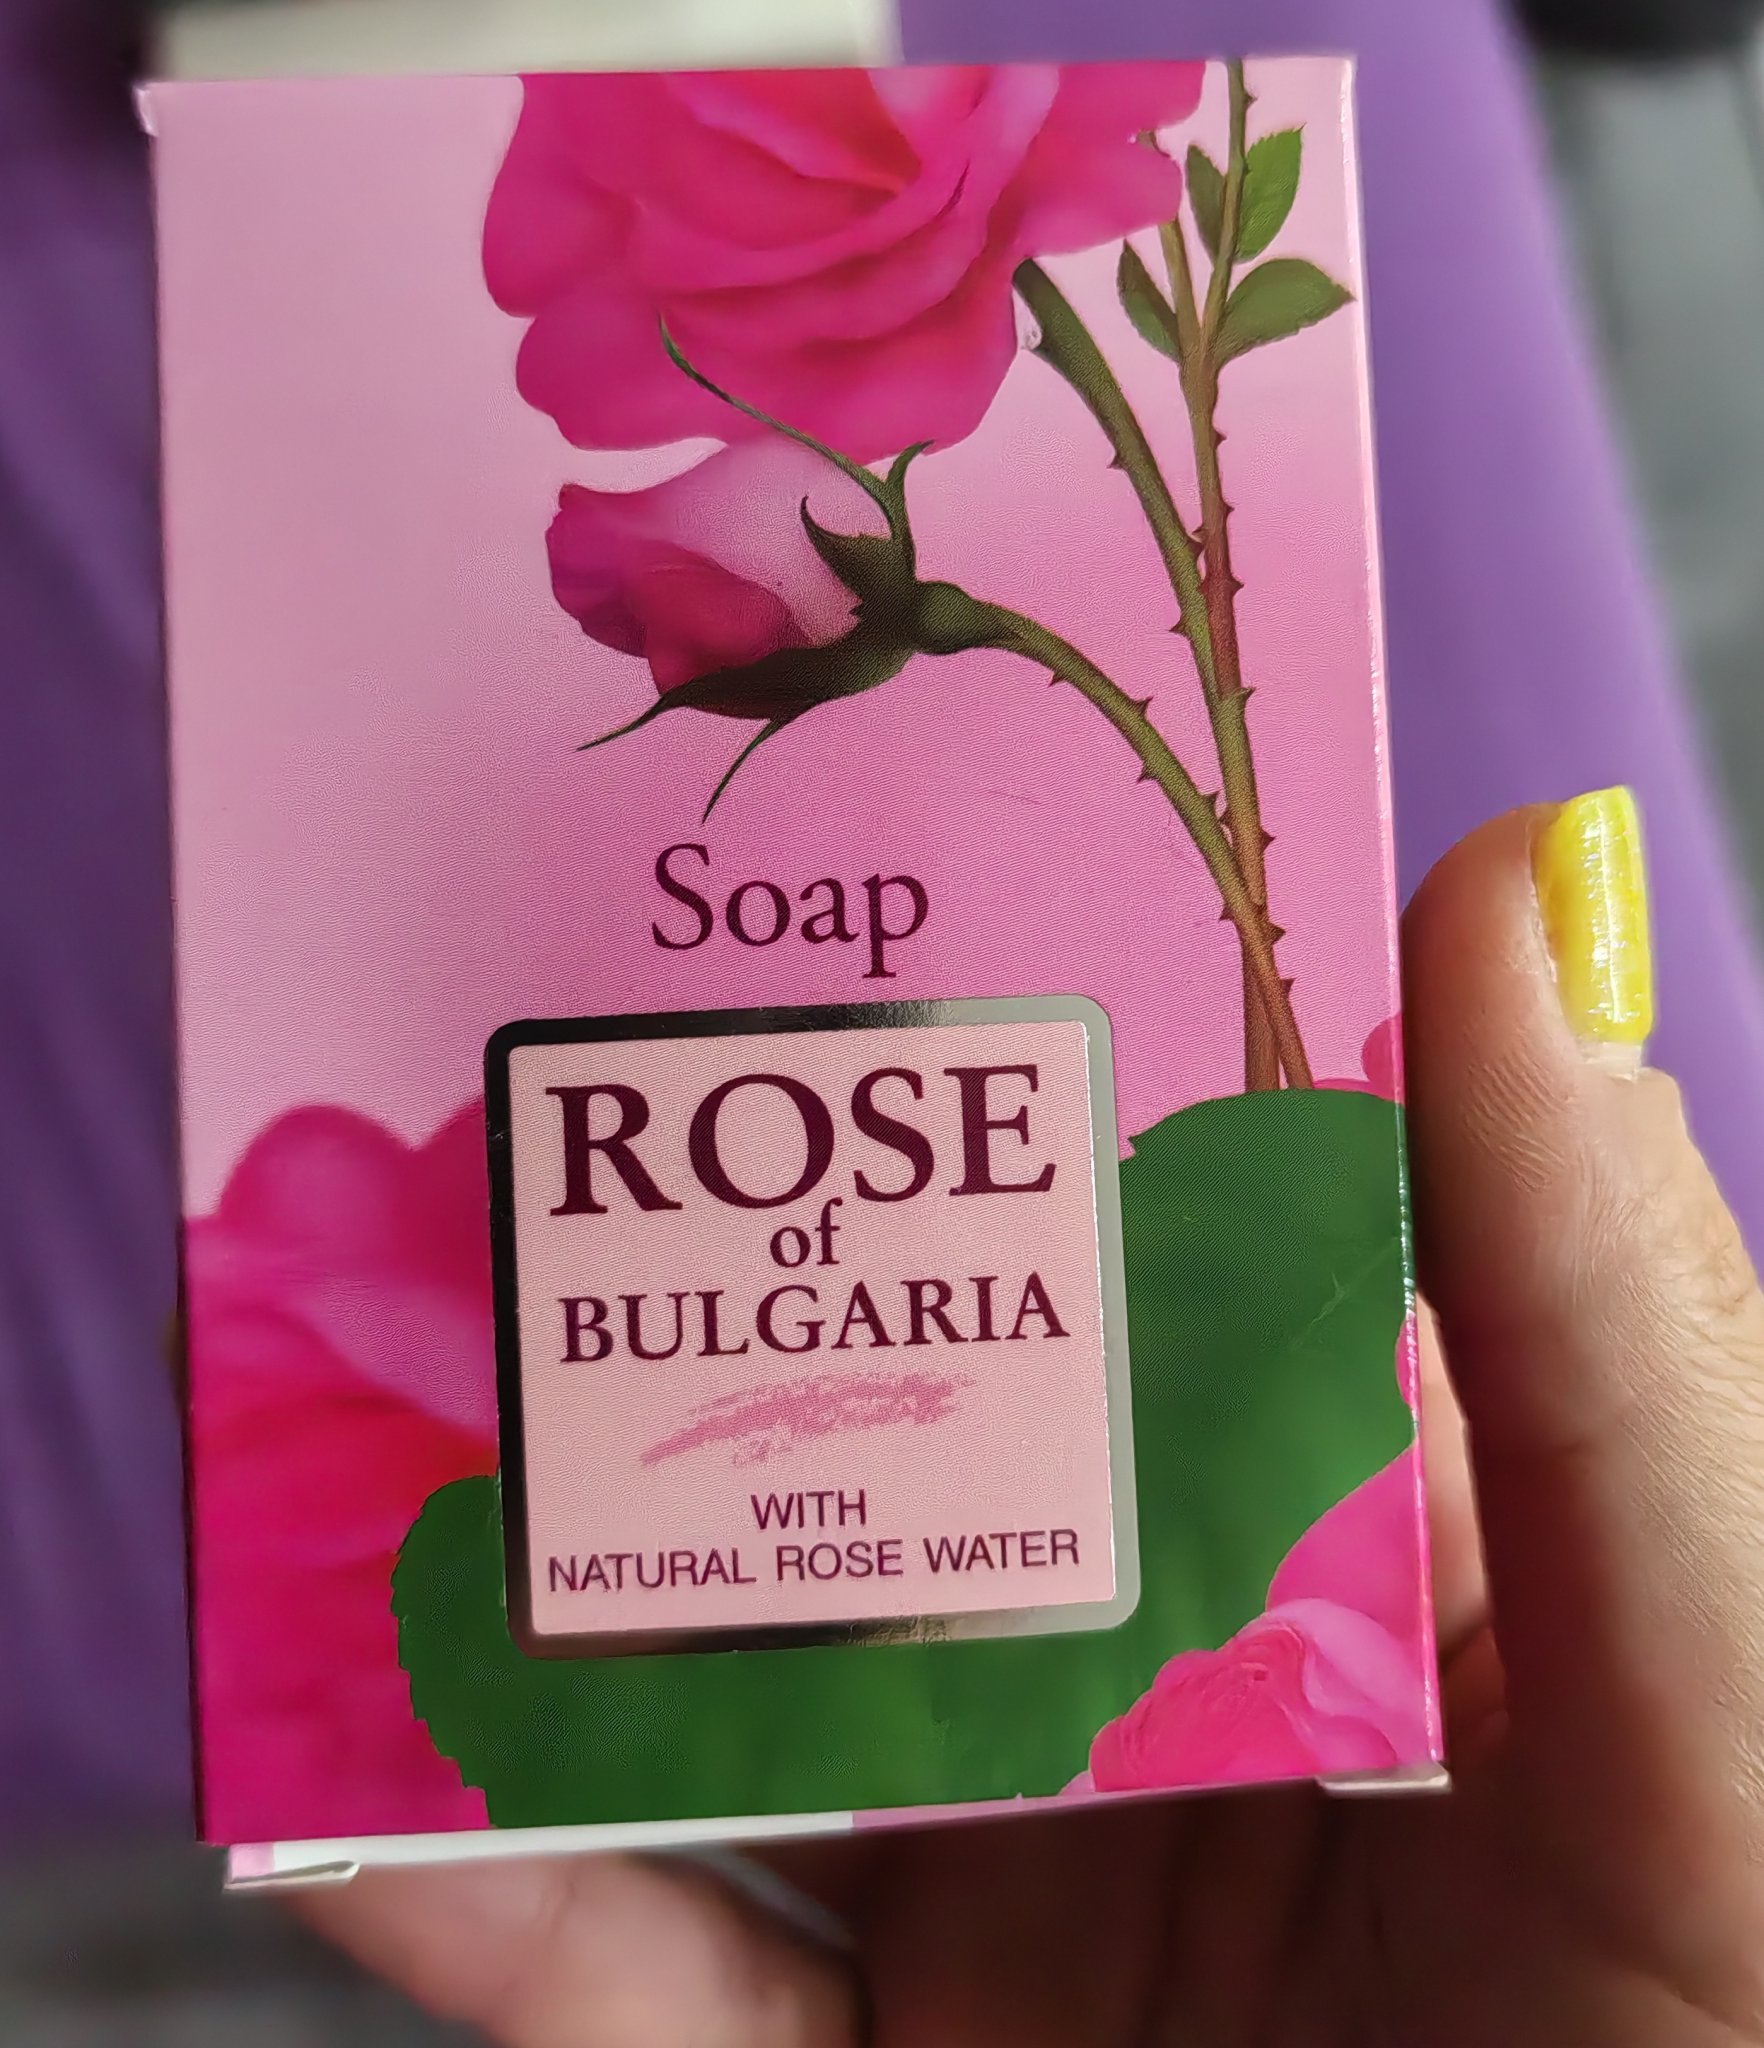 Soap
ROSE
of
BULGARIA
WITH
NATURAL ROSE WATER